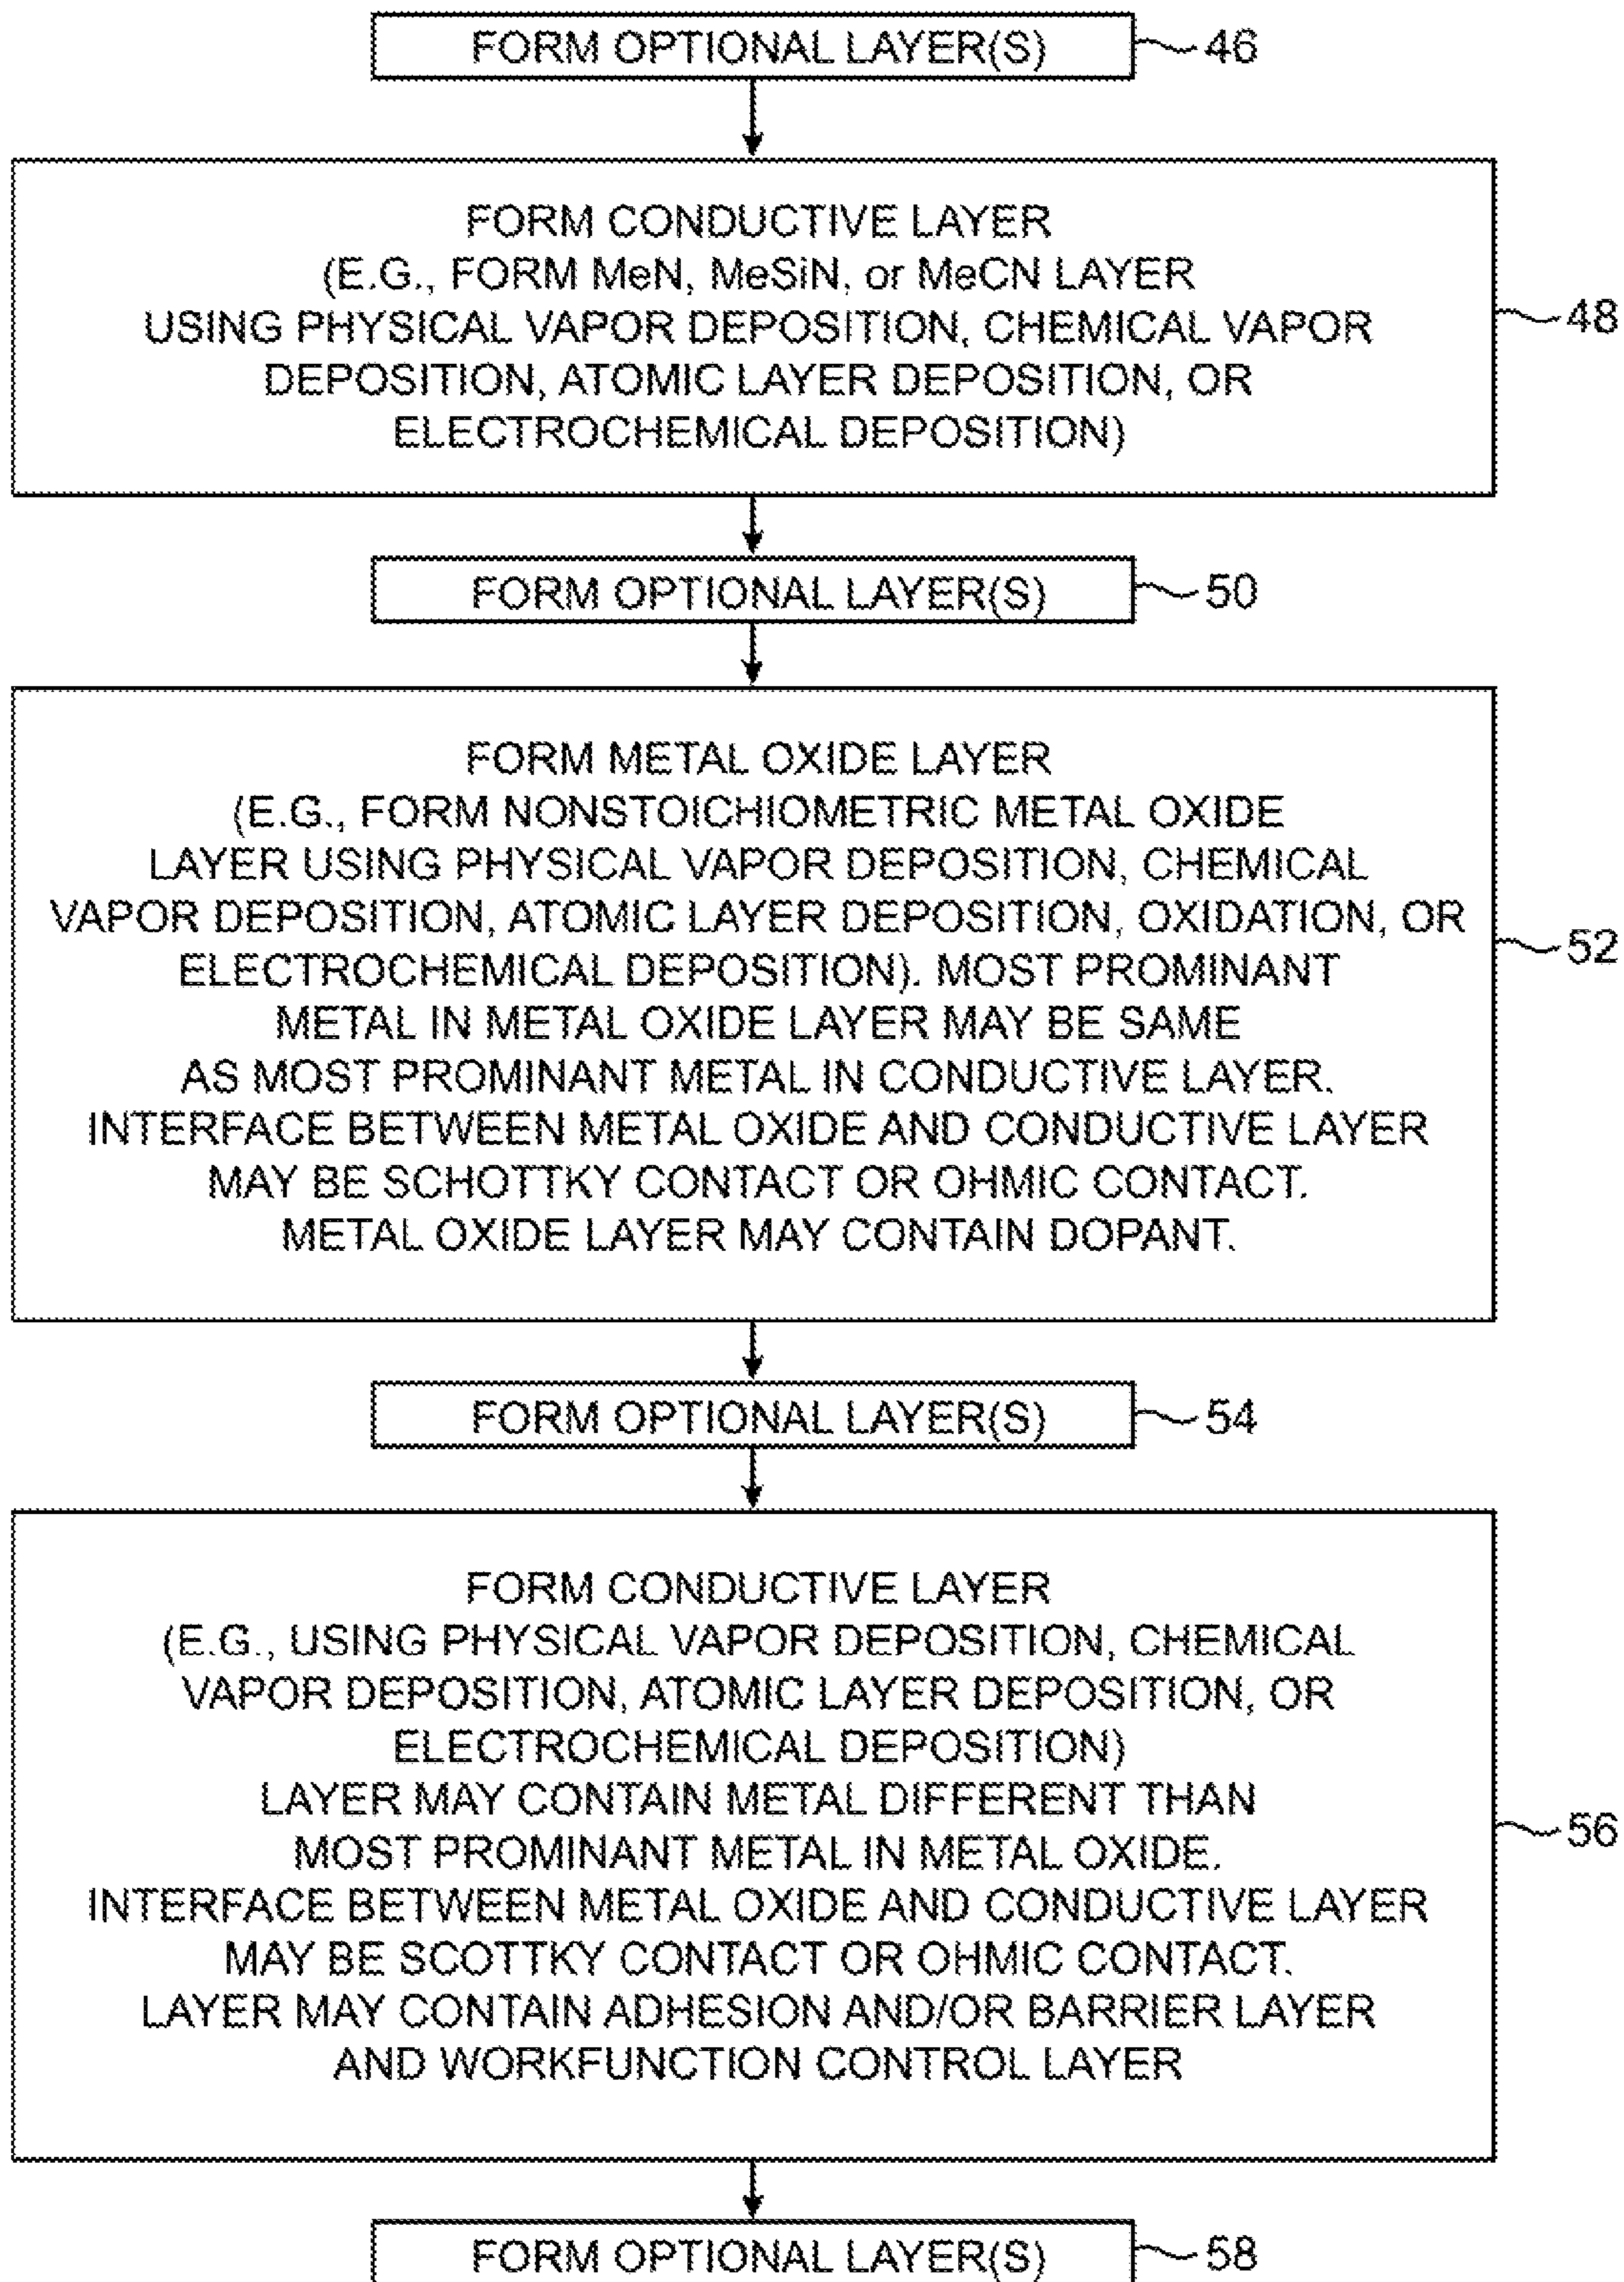 FORM OPTIONAL LAYER(S) 46
FORM CONDUCTIVE LAYER
(E.G., FORM MeN, MeSiN, or MeCN LAYER
USING PHYSICAL VAPOR DEPOSITION, CHEMICAL VAPOR
DEPOSITION, ATOMIC LAYER DEPOSITION, OR
ELECTROCHEMICAL DEPOSITION)
48
FORM OPTIONAL LAYER(S) 50
FORM METAL OXIDE LAYER
(E.G., FORM NONSTOICHIOMETRIC METAL OXIDE
LAYER USING PHYSICAL VAPOR DEPOSITION, CHEMICAL
VAPOR DEPOSITION, ATOMIC LAYER DEPOSITION, OXIDATION, OR
ELECTROCHEMICAL DEPOSITION). MOST PROMINANT
METAL IN METAL OXIDE LAYER MAY BE SAME
AS MOST PROMINANT METAL IN CONDUCTIVE LAYER.
INTERFACE BETWEEN METAL OXIDE AND CONDUCTIVE LAYER
MAY BE SCHOTTKY CONTACT OR OHMIC CONTACT.
METAL OXIDE LAYER MAY CONTAIN DOPANT.
52
FORM OPTIONAL LAYER(S) 54
FORM CONDUCTIVE LAYER
(E.G., USING PHYSICAL VAPOR DEPOSITION, CHEMICAL
VAPOR DEPOSITION, ATOMIC LAYER DEPOSITION, OR
ELECTROCHEMICAL DEPOSITION)
LAYER MAY CONTAIN METAL DIFFERENT THAN
MOST PROMINANT METAL IN METAL OXIDE.
INTERFACE BETWEEN METAL OXIDE AND CONDUCTIVE LAYER
MAY BE SCOTTKY CONTACT OR OHMIC CONTACT.
LAYER MAY CONTAIN ADHESION AND/OR BARRIER LAYER
AND WORKFUNCTION CONTROL LAYER
56
FORM OPTIONAL LAYER(S) 58